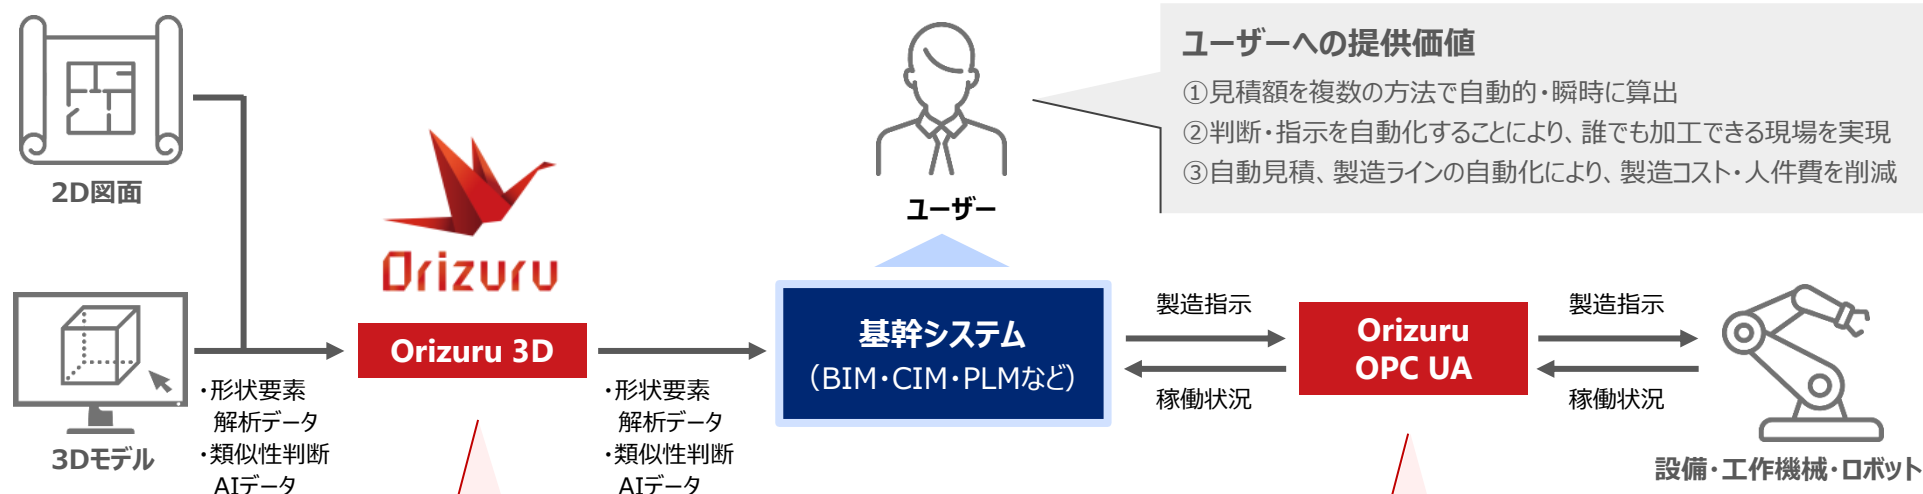 ユーザーへの提供価値
①見積額を複数の方法で自動的・瞬時に算出
②判断・指示を自動化することにより、誰でも加工できる現場を実現
③自動見積、製造ラインの自動化により、製造コスト・人件費を削減
2D図面
ユーザー
Orizuru
Orizuru 3D
基幹システム
（BIM・CIM・PLMなど）
製造指示
稼働状況
Orizuru
OPC UA
製造指示
稼働状況
3Dモデル
・形状要素
解析データ
・類似性判断
AIデータ
・形状要素
解析データ
・類似性判断
AIデータ
設備・工作機械・ロボット